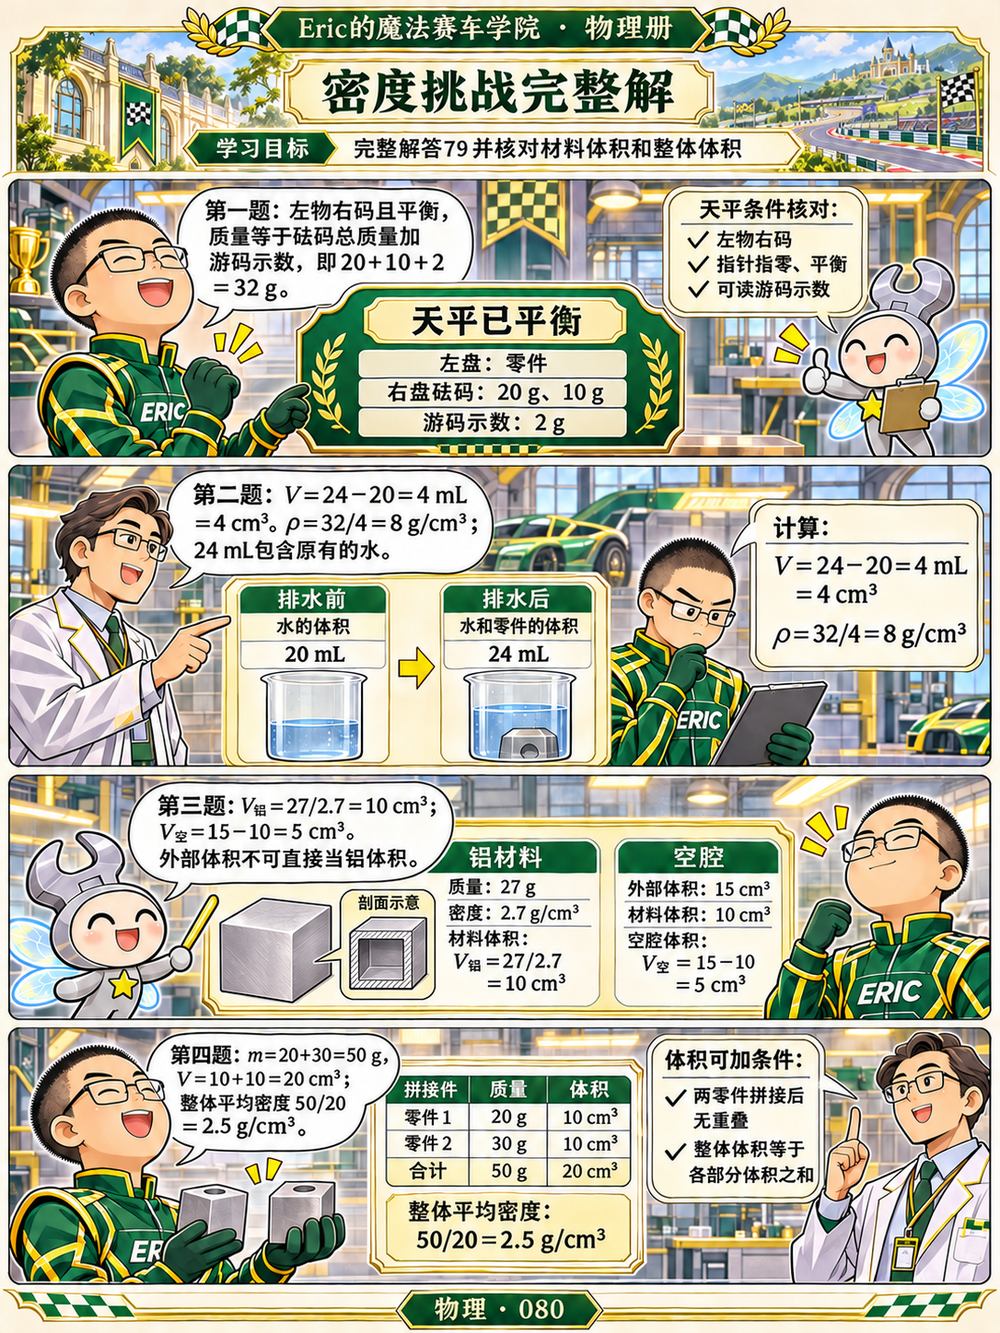 Eric的魔法赛车学院 · 物理册
密度挑战完整解
学习目标
完整解答79并核对材料体积和整体体积
第一题：左物右码且平衡，
质量等于砝码总质量加
游码示数，即20+10+2
=32 g。
天平条件核对：
✓ 左物右码
✓ 指针指零、平衡
✓ 可读游码示数
天平已平衡
左盘：零件
右盘砝码：20 g、10 g
游码示数：2 g
ERIC
第二题：V=24−20=4 mL
=4 cm³。ρ=32/4=8 g/cm³；
24 mL包含原有的水。
排水前
水的体积
20 mL
排水后
水和零件的体积
24 mL
计算：
V=24−20=4 mL
=4 cm³
ρ=32/4=8 g/cm³
ERIC
第三题：V铝=27/2.7=10 cm³；
V空=15−10=5 cm³。
外部体积不可直接当铝体积。
剖面示意
铝材料
质量：27 g
密度：2.7 g/cm³
材料体积：
V铝=27/2.7
=10 cm³
空腔
外部体积：15 cm³
材料体积：10 cm³
空腔体积：
V空=15−10
=5 cm³
ERIC
第四题：m=20+30=50 g，
V=10+10=20 cm³；
整体平均密度 50/20
=2.5 g/cm³。
拼接件 质量 体积
零件1 20 g 10 cm³
零件2 30 g 10 cm³
合计 50 g 20 cm³
整体平均密度：
50/20=2.5 g/cm³
体积可加条件：
✓ 两零件拼接后
无重叠
✓ 整体体积等于
各部分体积之和
ER
物理 · 080